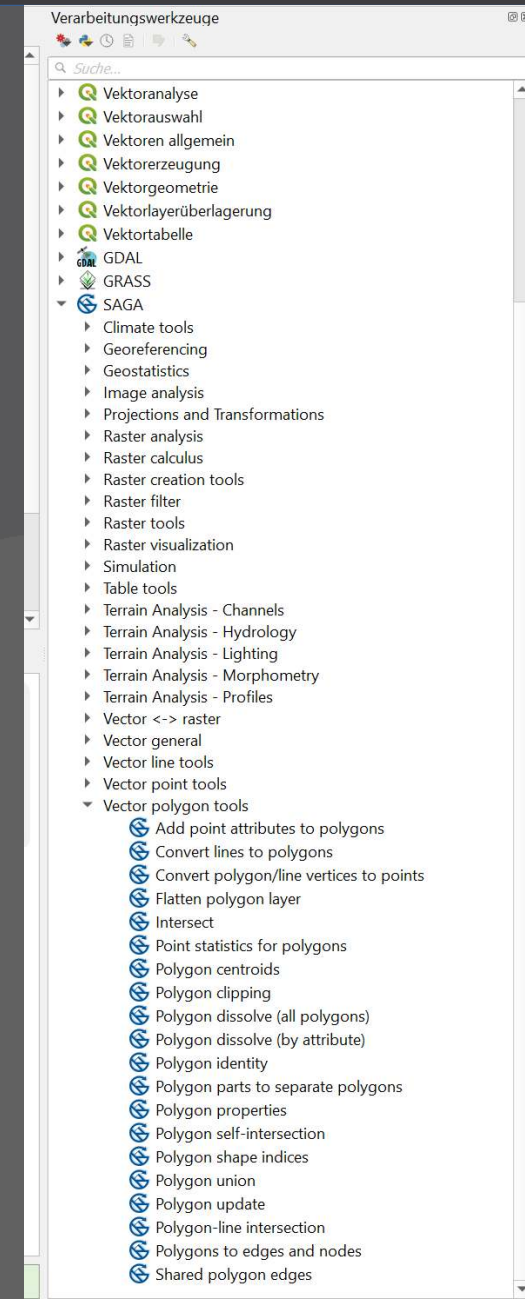 Verarbeitungswerkzeuge
Suche...
Vektoranalyse
Vektorauswahl
Vektoren allgemein
Vektorerzeugung
Vektorgeometrie
Vektorlayerüberlagerung
Vektortabelle
GDAL GDAL
GRASS
SAGA
Climate tools
Georeferencing
Geostatistics
Image analysis
Projections and Transformations
Raster analysis
Raster calculus
Raster creation tools
Raster filter
Raster tools
Raster visualization
Simulation
Table tools
Terrain Analysis - Channels
Terrain Analysis - Hydrology
Terrain Analysis - Lighting
Terrain Analysis - Morphometry
Terrain Analysis - Profiles
Vector <-> raster
Vector general
Vector line tools
Vector point tools
Vector polygon tools
Add point attributes to polygons
Convert lines to polygons
Convert polygon/line vertices to points
Flatten polygon layer
Intersect
Point statistics for polygons
Polygon centroids
Polygon clipping
Polygon dissolve (all polygons)
Polygon dissolve (by attribute)
Polygon identity
Polygon parts to separate polygons
Polygon properties
Polygon self-intersection
Polygon shape indices
Polygon union
Polygon update
Polygon-line intersection
Polygons to edges and nodes
Shared polygon edges